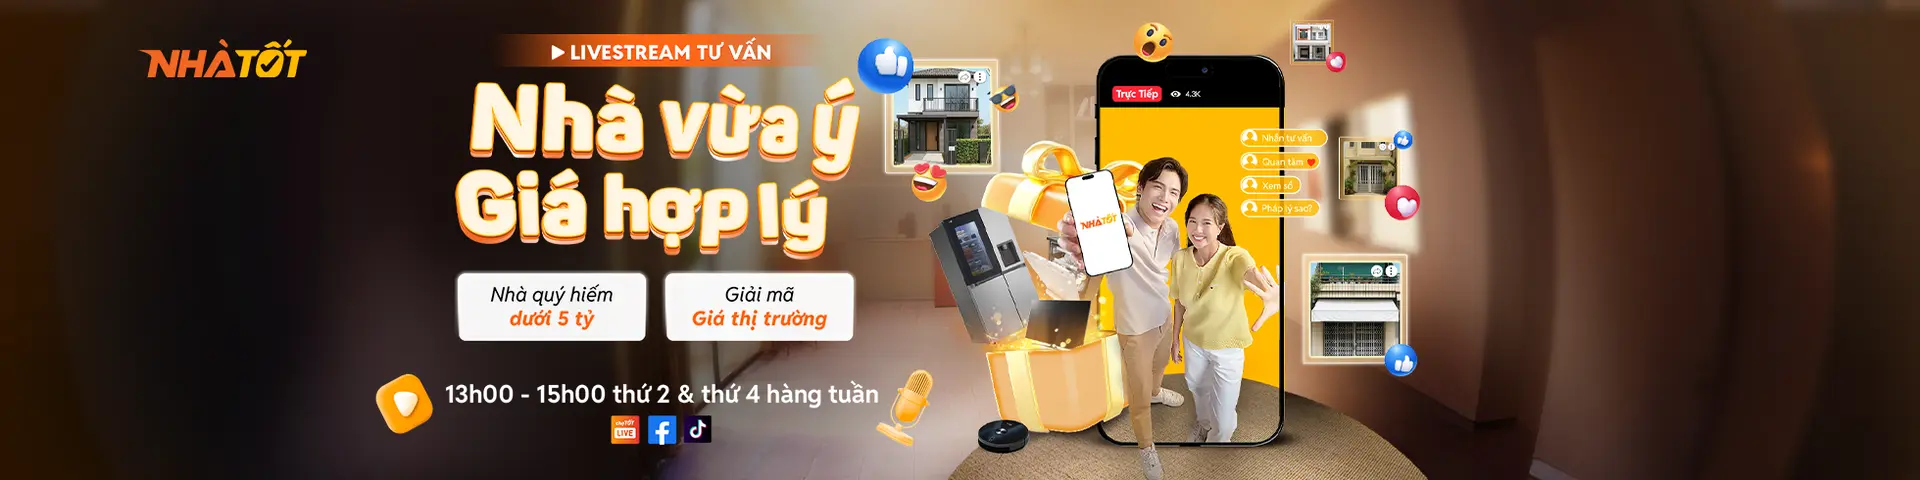 NHÀTỐT
LIVESTREAM TƯ VẤN
Nhà vừa ý
Giá hợp lý
Nhà quý hiếm
dưới 5 tỷ
Giải mã
Giá thị trường
13h00 - 15h00 thứ 2 & thứ 4 hàng tuần
chợTỐT
LIVE
Trực Tiếp
4.3K
Nhắn tư vấn
Quan tâm
Xem sổ
Pháp lý sao?
NHÀTỐT